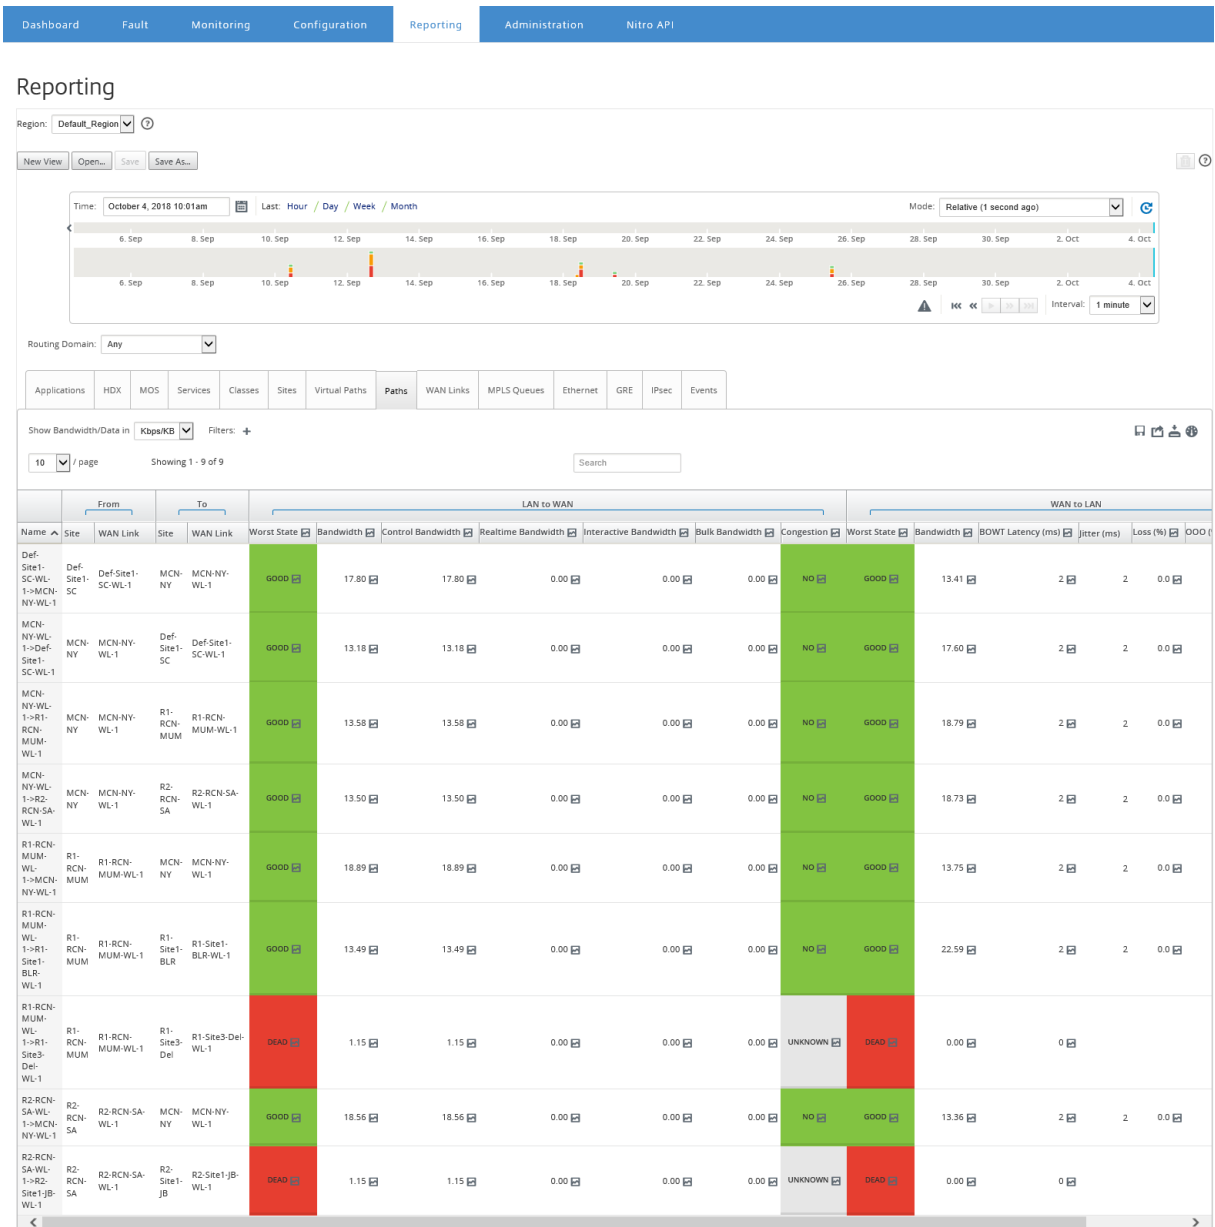 Dashboard Fault Monitoring Configuration Reporting Administration Nitro API
Reporting
Region: Default_Region
New View Open... Save Save As...
Time: October 4, 2018 10:01am Last: Hour / Day / Week / Month Mode: Relative (1 second ago)
6. Sep 8. Sep 10. Sep 12. Sep 14. Sep 16. Sep 18. Sep 20. Sep 22. Sep 24. Sep 26. Sep 28. Sep 30. Sep 2. Oct 4. Oct
6. Sep 8. Sep 10. Sep 12. Sep 14. Sep 16. Sep 18. Sep 20. Sep 22. Sep 24. Sep 26. Sep 28. Sep 30. Sep 2. Oct 4. Oct
Interval: 1 minute
Routing Domain: Any
Applications HDX MOS Services Classes Sites Virtual Paths Paths WAN Links MPLS Queues Ethernet GRE IPsec Events
Show Bandwidth/Data in Kbps/KB Filters: +
10 / page Showing 1 - 9 of 9 Search
From To LAN to WAN WAN to LAN
Name Site WAN Link Site WAN Link Worst State Bandwidth Control Bandwidth Realtime Bandwidth Interactive Bandwidth Bulk Bandwidth Congestion Worst State Bandwidth BOWT Latency (ms) Jitter (ms) Loss (%) OOO (
Def-Site1-SC-WL-1->MCN-NY-WL-1 Def-Site1-SC Def-Site1-SC-WL-1 MCN-NY MCN-NY-WL-1 GOOD 17.80 17.80 0.00 0.00 0.00 NO GOOD 13.41 2 2 0.0
MCN-NY-WL-1->Def-Site1-SC-WL-1 MCN-NY MCN-NY-WL-1 Def-Site1-SC Def-Site1-SC-WL-1 GOOD 13.18 13.18 0.00 0.00 0.00 NO GOOD 17.60 2 2 0.0
MCN-NY-WL-1->R1-RCN-MUM-WL-1 MCN-NY MCN-NY-WL-1 R1-RCN-MUM R1-RCN-MUM-WL-1 GOOD 13.58 13.58 0.00 0.00 0.00 NO GOOD 18.79 2 2 0.0
MCN-NY-WL-1->R2-RCN-SA-WL-1 MCN-NY MCN-NY-WL-1 R2-RCN-SA R2-RCN-SA-WL-1 GOOD 13.50 13.50 0.00 0.00 0.00 NO GOOD 18.73 2 2 0.0
R1-RCN-MUM-WL-1->MCN-NY-WL-1 R1-RCN-MUM R1-RCN-MUM-WL-1 MCN-NY MCN-NY-WL-1 GOOD 18.89 18.89 0.00 0.00 0.00 NO GOOD 13.75 2 2 0.0
R1-RCN-MUM-WL-1->R1-Site1-BLR-WL-1 R1-RCN-MUM R1-RCN-MUM-WL-1 R1-Site1-BLR R1-Site1-BLR-WL-1 GOOD 13.49 13.49 0.00 0.00 0.00 NO GOOD 22.59 2 2 0.0
R1-RCN-MUM-WL-1->R1-Site3-Del-WL-1 R1-RCN-MUM R1-RCN-MUM-WL-1 R1-Site3-Del R1-Site3-Del-WL-1 DEAD 1.15 1.15 0.00 0.00 0.00 UNKNOWN DEAD 0.00 0
R2-RCN-SA-WL-1->MCN-NY-WL-1 R2-RCN-SA R2-RCN-SA-WL-1 MCN-NY MCN-NY-WL-1 GOOD 18.56 18.56 0.00 0.00 0.00 NO GOOD 13.36 2 2 0.0
R2-RCN-SA-WL-1->R2-Site1-JB-WL-1 R2-RCN-SA R2-RCN-SA-WL-1 R2-Site1-JB R2-Site1-JB-WL-1 DEAD 1.15 1.15 0.00 0.00 0.00 UNKNOWN DEAD 0.00 0